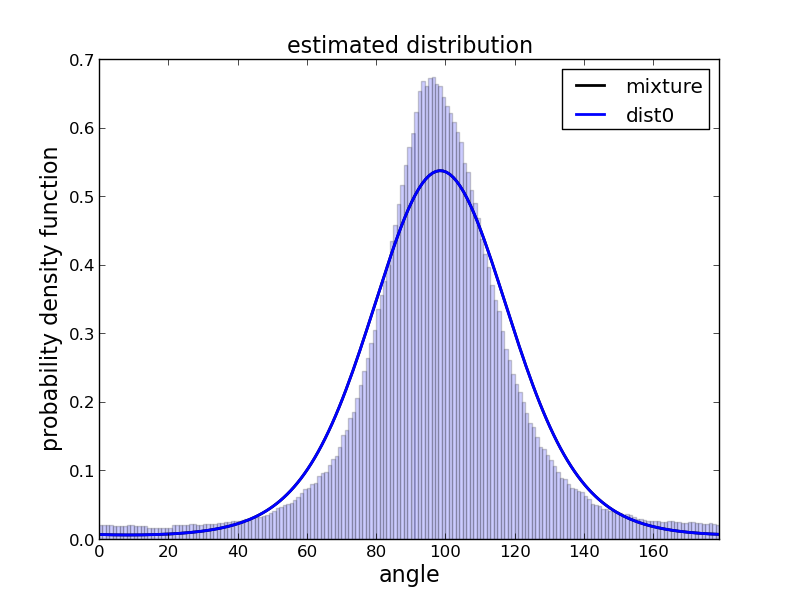 estimated distribution
0.7
0.6
0.5
0.4
0.3
0.2
0.1
0.0
probability density function
mixture
dist0
0 20 40 60 80 100 120 140 160
angle